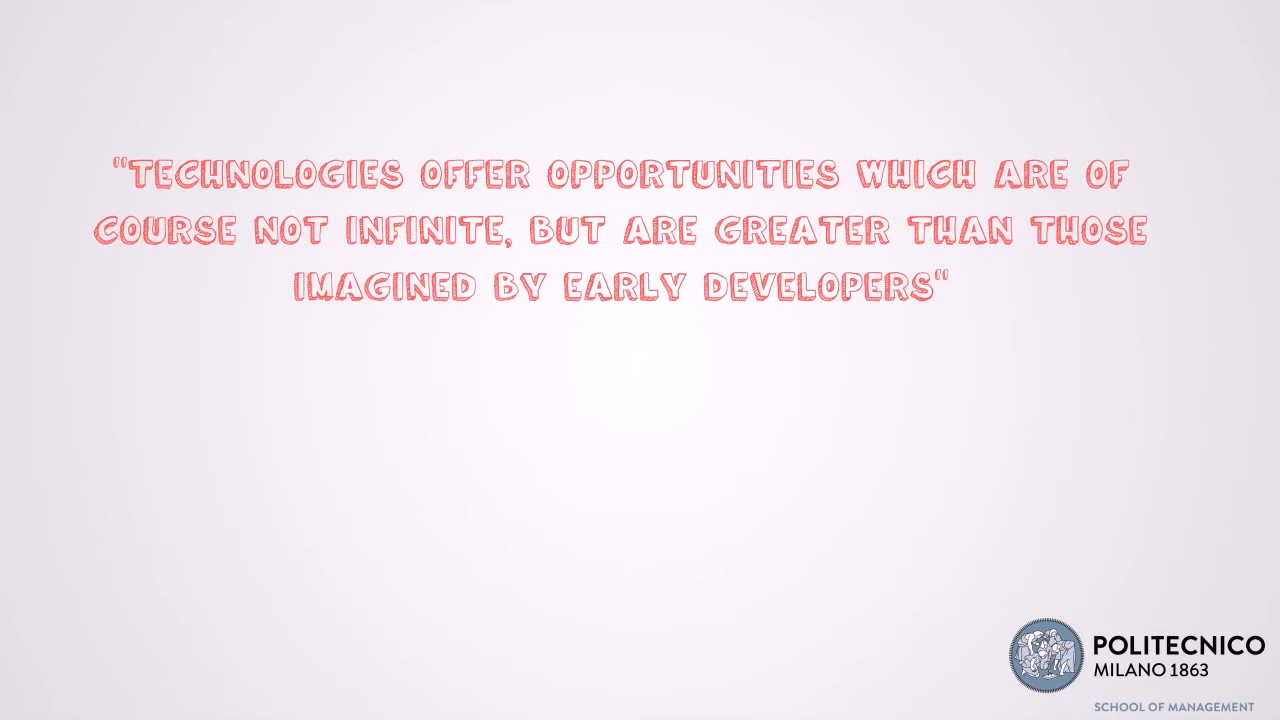 "TECHNOLOGIES OFFER OPPORTUNITIES WHICH ARE OF
COURSE NOT INFINITE, BUT ARE GREATER THAN THOSE
IMAGINED BY EARLY DEVELOPERS"
POLITECNICO
MILANO 1863
SCHOOL OF MANAGEMENT